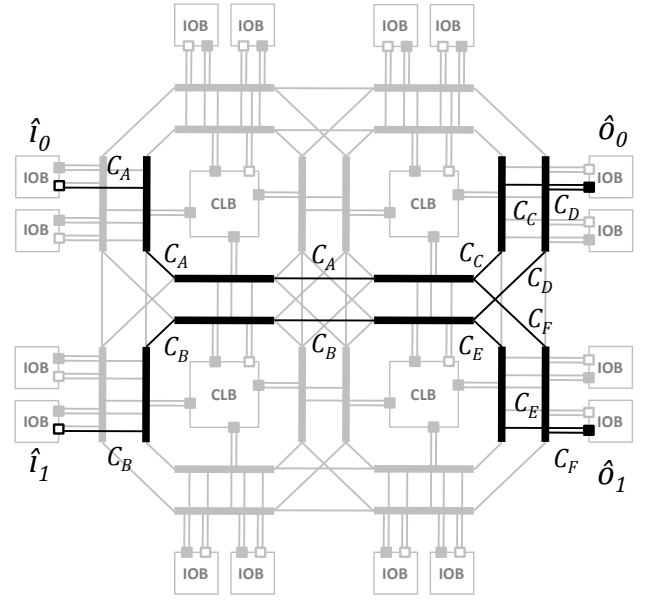 IOB IOB IOB IOB
î0 ô0
IOB CA IOB
CC CD
IOB CLB CLB IOB
CA CA CC
CD
CF
CB CB CE
IOB IOB
CLB CLB
IOB CE IOB
CB CF
î1 ô1
IOB IOB IOB IOB